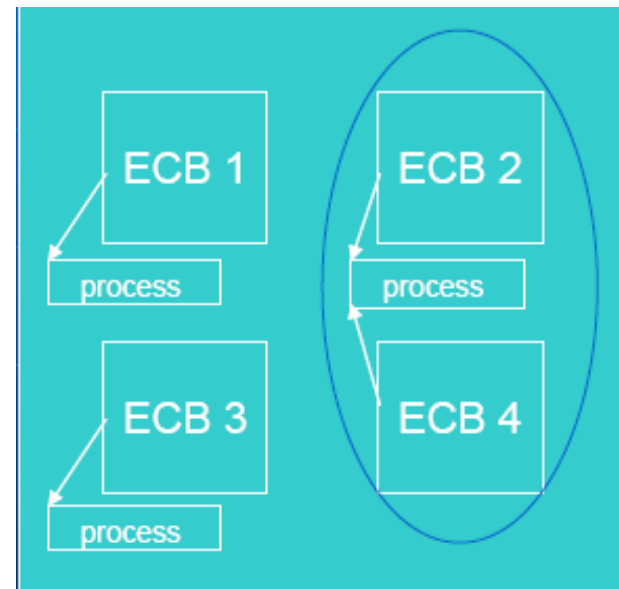 ECB 1
ECB 2
process
process
ECB 3
ECB 4
process